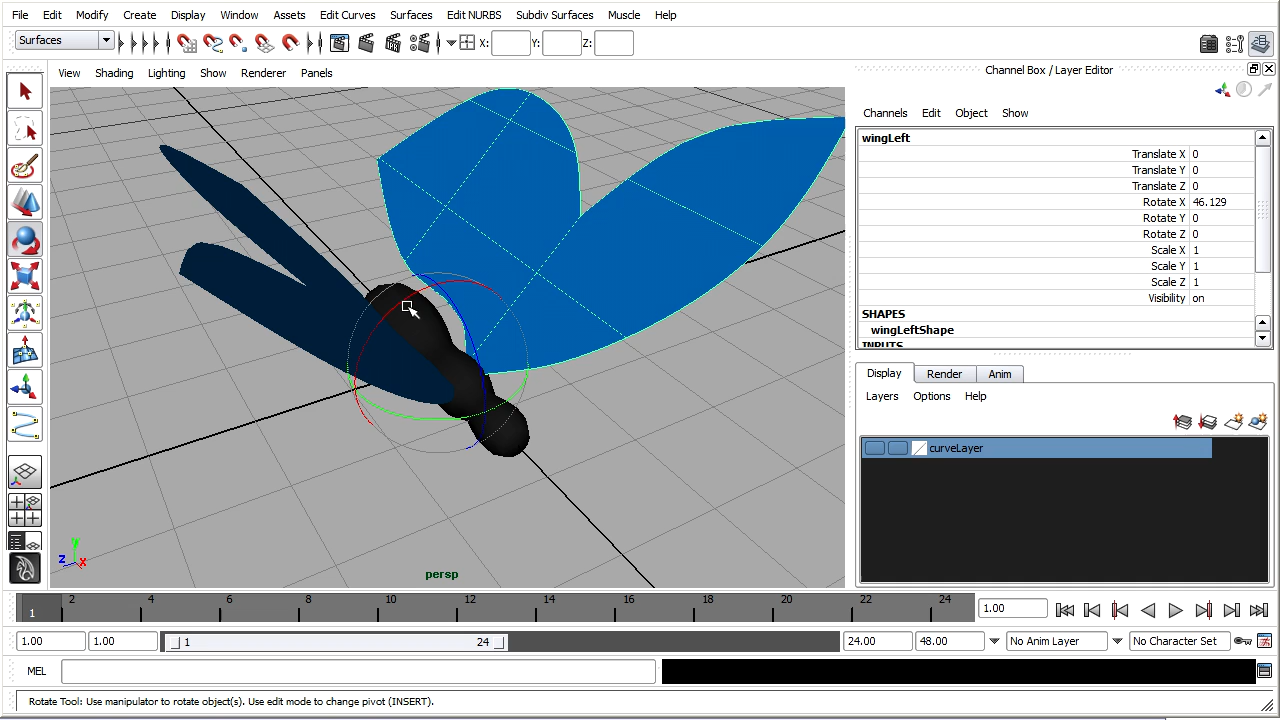 File Edit Modify Create Display Window Assets Edit Curves Surfaces Edit NURBS Subdiv Surfaces Muscle Help
Surfaces X: Y: Z:
View Shading Lighting Show Renderer Panels
Channel Box / Layer Editor
Channels Edit Object Show
wingLeft
Translate X 0
Translate Y 0
Translate Z 0
Rotate X 46.129
Rotate Y 0
Rotate Z 0
Scale X 1
Scale Y 1
Scale Z 1
Visibility on
SHAPES
wingLeftShape
INPUTS
Display Render Anim
Layers Options Help
curveLayer
y
z x
persp
1 2 4 6 8 10 12 14 16 18 20 22 24 1.00
1.00 1.00 1 24 24.00 48.00 No Anim Layer No Character Set
MEL
Rotate Tool: Use manipulator to rotate object(s). Use edit mode to change pivot (INSERT).